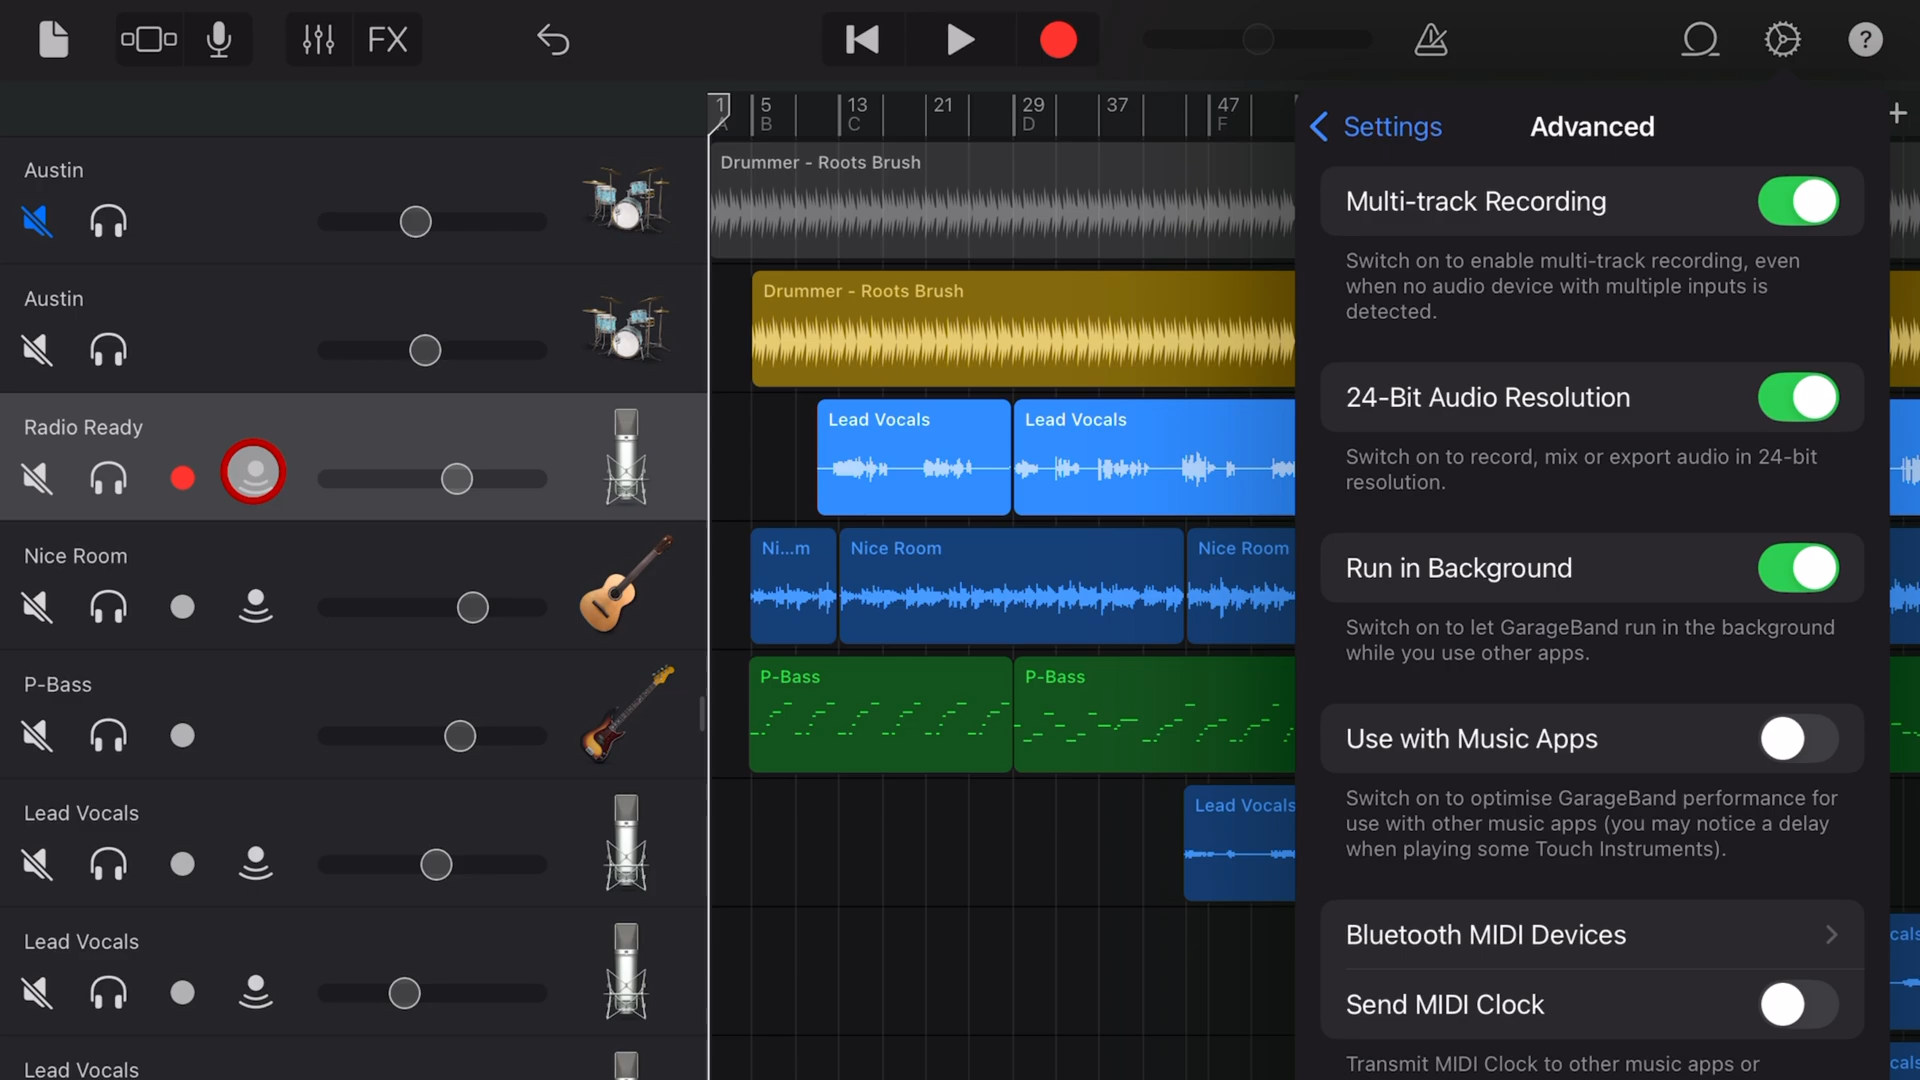 FX
?
1 5 13 21 29 37 47
A B C D F
Settings
Advanced
Austin
Drummer - Roots Brush
Multi-track Recording
Switch on to enable multi-track recording, even
when no audio device with multiple inputs is
detected.
Austin
Drummer - Roots Brush
24-Bit Audio Resolution
Switch on to record, mix or export audio in 24-bit
resolution.
Radio Ready
Lead Vocals
Lead Vocals
Nice Room
Ni...m
Nice Room
Nice Room
Run in Background
Switch on to let GarageBand run in the background
while you use other apps.
P-Bass
P-Bass
P-Bass
Use with Music Apps
Switch on to optimise GarageBand performance for
use with other music apps (you may notice a delay
when playing some Touch Instruments).
Lead Vocals
Lead Vocals
Bluetooth MIDI Devices
cals
Lead Vocals
Send MIDI Clock
Transmit MIDI Clock to other music apps or
cals
Lead Vocals